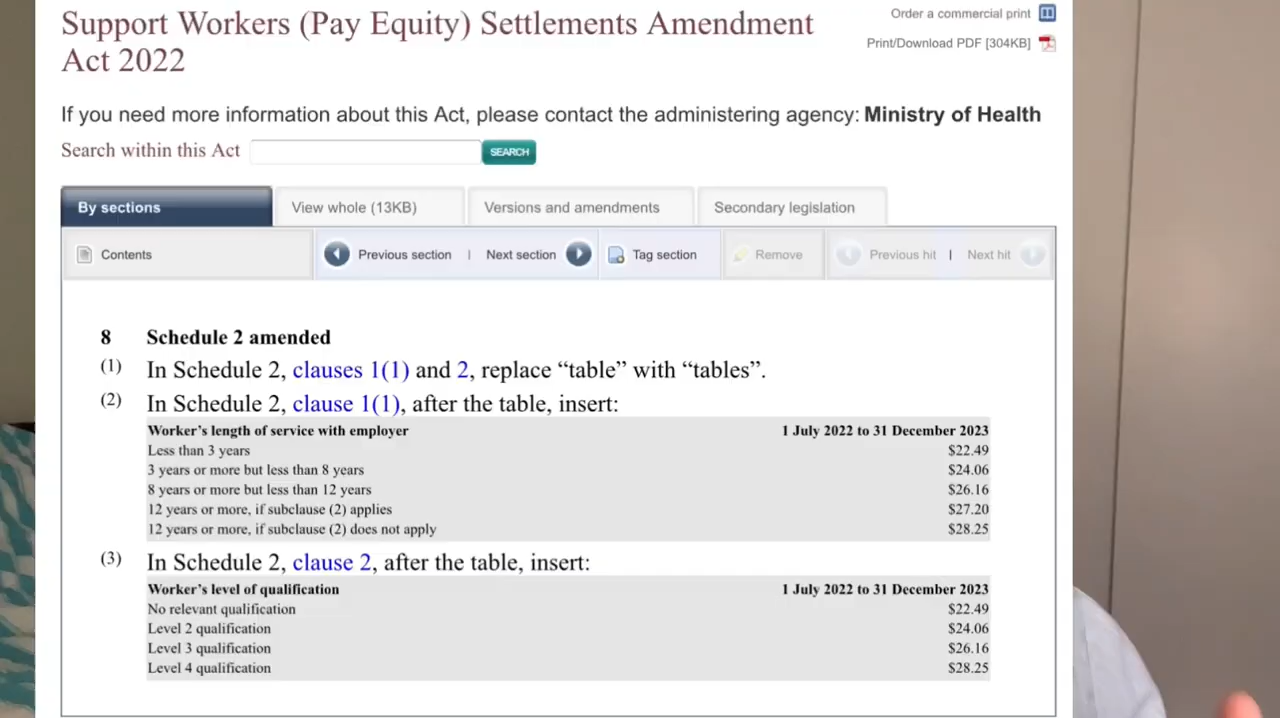 Support Workers (Pay Equity) Settlements Amendment
Act 2022
Order a commercial print
Print/Download PDF [304KB]
If you need more information about this Act, please contact the administering agency: Ministry of Health
Search within this Act
SEARCH
By sections
View whole (13KB)
Versions and amendments
Secondary legislation
Contents
Previous section | Next section
Tag section
Remove
Previous hit | Next hit
8 Schedule 2 amended
(1) In Schedule 2, clauses 1(1) and 2, replace “table” with “tables”.
(2) In Schedule 2, clause 1(1), after the table, insert:
Worker’s length of service with employer 1 July 2022 to 31 December 2023
Less than 3 years $22.49
3 years or more but less than 8 years $24.06
8 years or more but less than 12 years $26.16
12 years or more, if subclause (2) applies $27.20
12 years or more, if subclause (2) does not apply $28.25
(3) In Schedule 2, clause 2, after the table, insert:
Worker’s level of qualification 1 July 2022 to 31 December 2023
No relevant qualification $22.49
Level 2 qualification $24.06
Level 3 qualification $26.16
Level 4 qualification $28.25